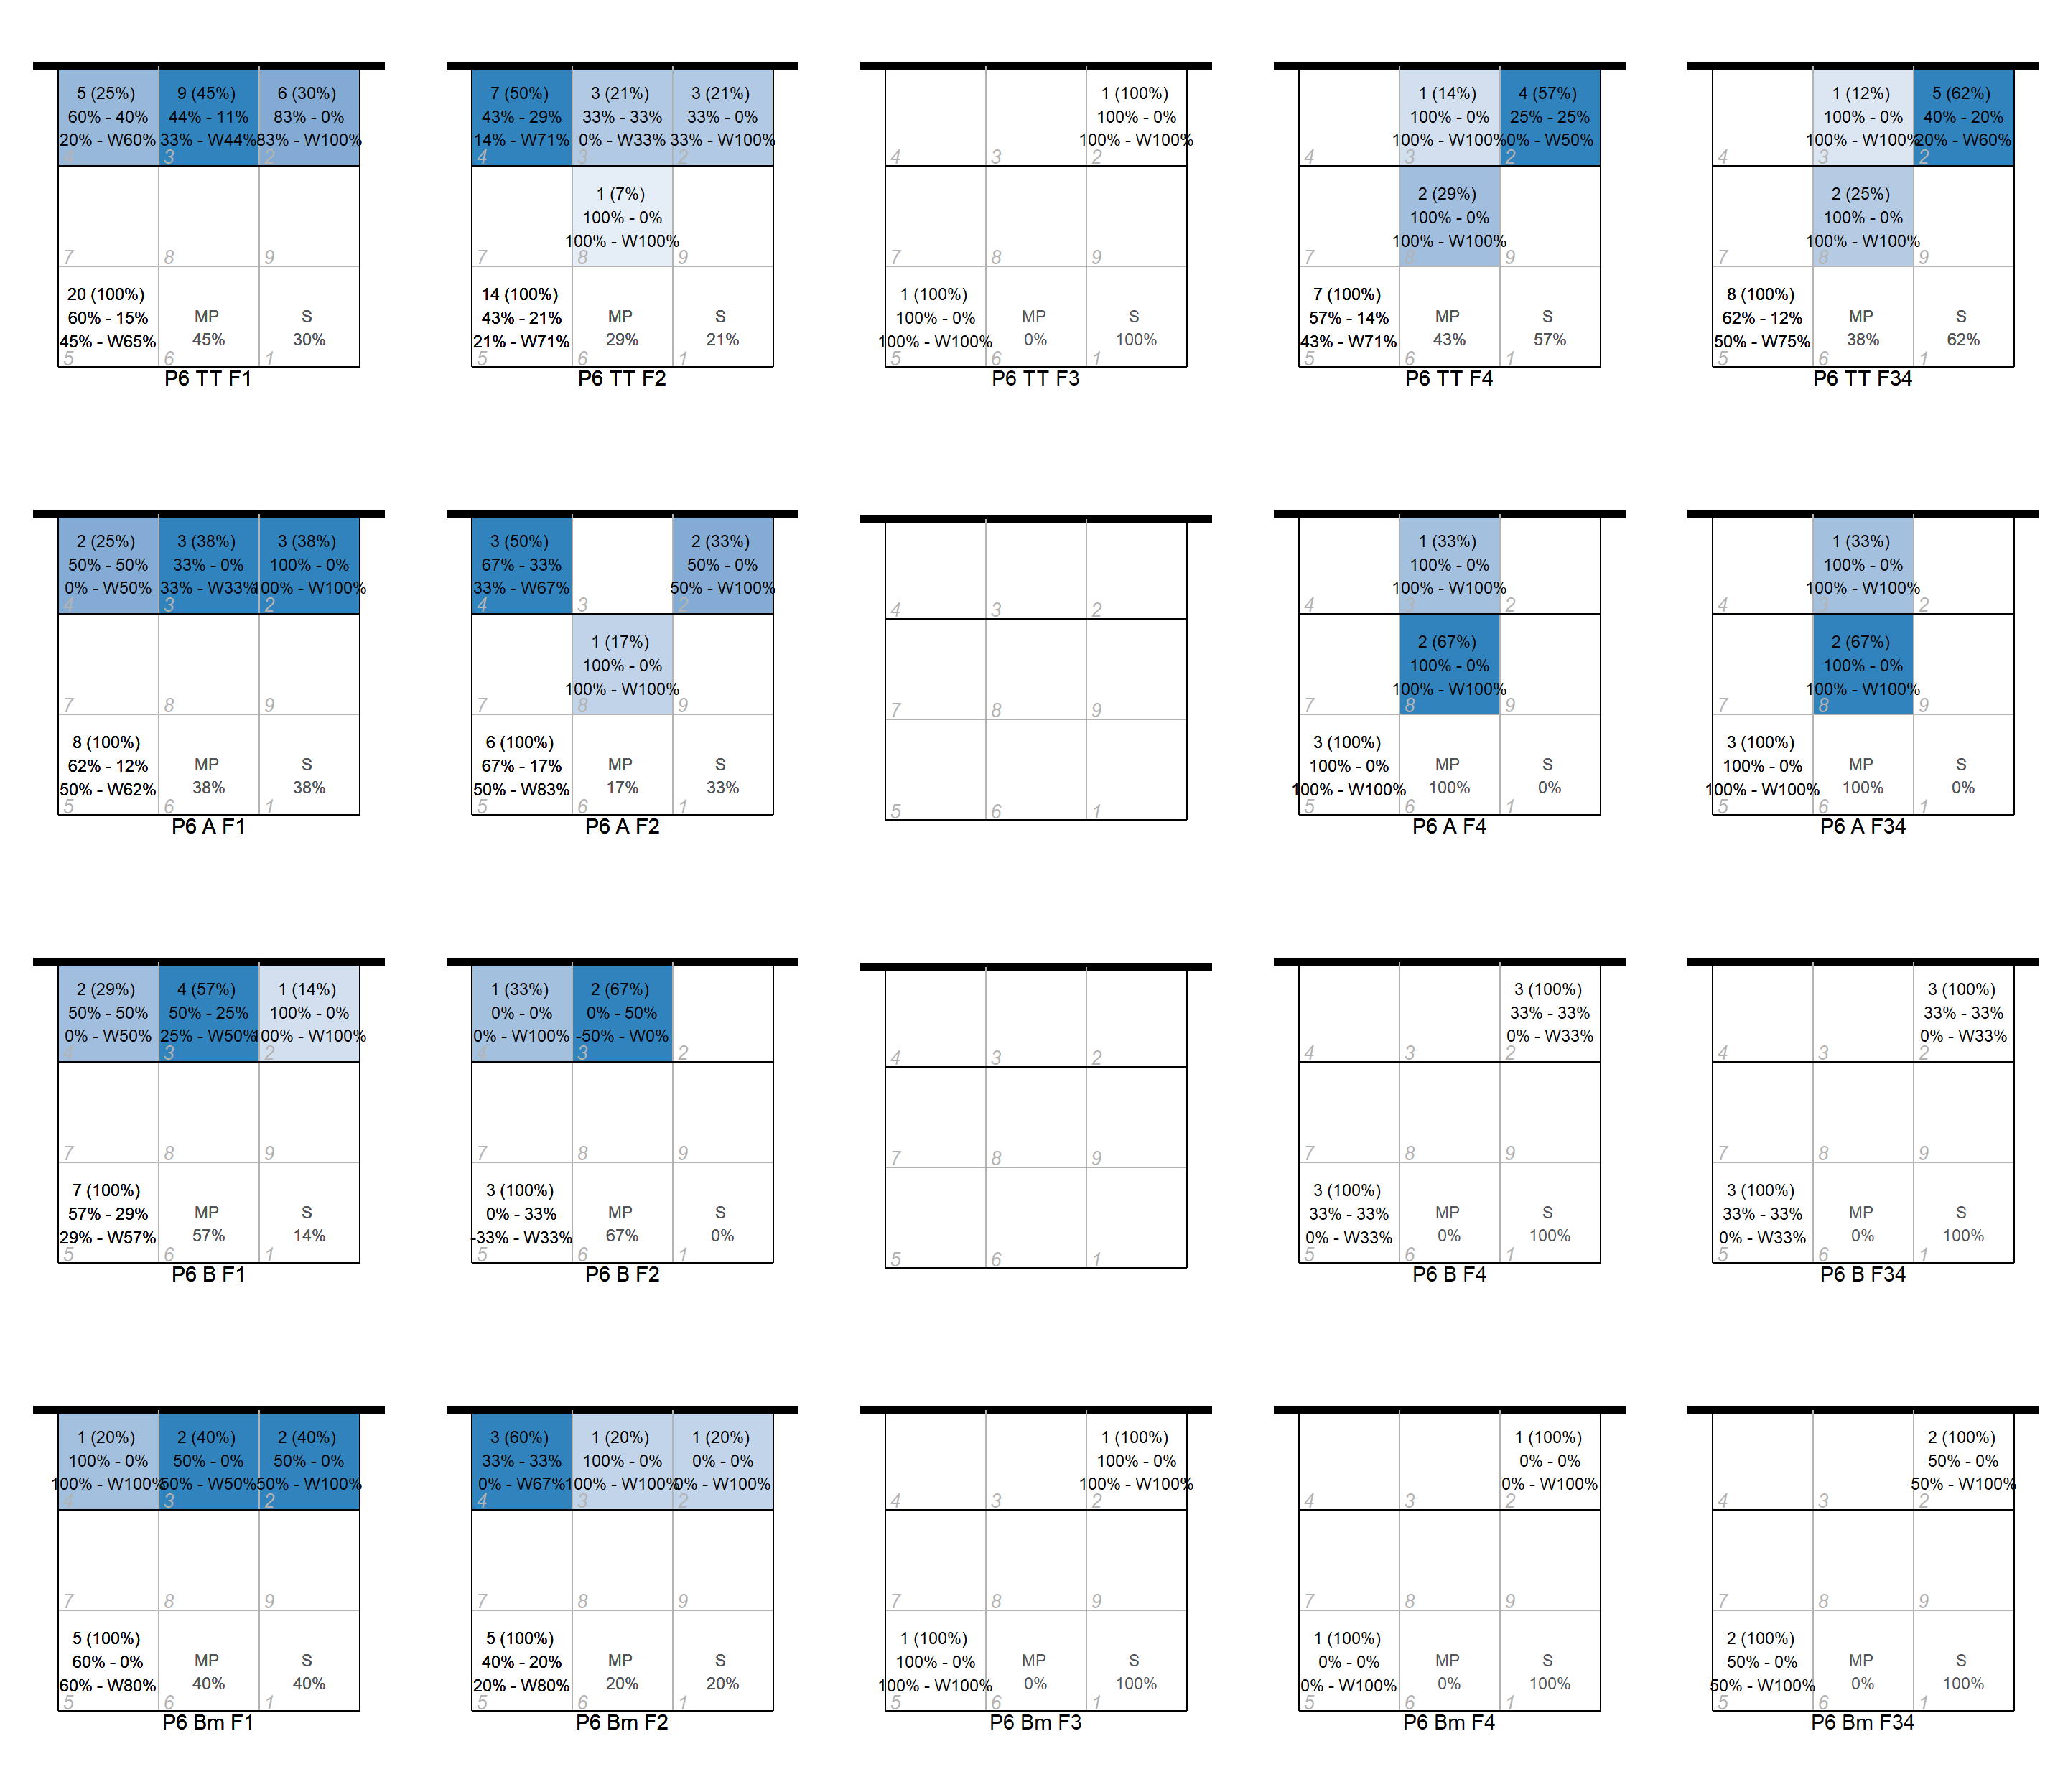 5 (25%) 9 (45%) 6 (30%)
60% - 40% 44% - 11% 83% - 0%
20% - W60% 33% - W44% 83% - W100%
4 3 2
7 8 9
20 (100%)
60% - 15% MP S
45% - W65% 45% 30%
5 6 1
P6 TT F1
7 (50%) 3 (21%) 3 (21%)
43% - 29% 33% - 33% 33% - 0%
14% - W71% 0% - W33% 33% - W100%
4 3 2
1 (7%)
100% - 0%
100% - W100%
7 8 9
14 (100%)
43% - 21% MP S
21% - W71% 29% 21%
5 6 1
P6 TT F2
1 (100%)
100% - 0%
100% - W100%
4 3 2
7 8 9
1 (100%)
100% - 0% MP S
100% - W100% 0% 100%
5 6 1
P6 TT F3
1 (14%) 4 (57%)
100% - 0% 25% - 25%
100% - W100% 0% - W50%
4 3 2
2 (29%)
100% - 0%
100% - W100%
7 8 9
7 (100%)
57% - 14% MP S
43% - W71% 43% 57%
5 6 1
P6 TT F4
1 (12%) 5 (62%)
100% - 0% 40% - 20%
100% - W100% 20% - W60%
4 3 2
2 (25%)
100% - 0%
100% - W100%
7 8 9
8 (100%)
62% - 12% MP S
50% - W75% 38% 62%
5 6 1
P6 TT F34
2 (25%) 3 (38%) 3 (38%)
50% - 50% 33% - 0% 100% - 0%
0% - W50% 33% - W33% 100% - W100%
4 3 2
7 8 9
8 (100%)
62% - 12% MP S
50% - W62% 38% 38%
5 6 1
P6 A F1
3 (50%) 2 (33%)
67% - 33% 50% - 0%
33% - W67% 50% - W100%
4 3 2
1 (17%)
100% - 0%
100% - W100%
7 8 9
6 (100%)
67% - 17% MP S
50% - W83% 17% 33%
5 6 1
P6 A F2
4 3 2
7 8 9
5 6 1
1 (33%)
100% - 0%
100% - W100%
4 3 2
2 (67%)
100% - 0%
100% - W100%
7 8 9
3 (100%)
100% - 0% MP S
100% - W100% 100% 0%
5 6 1
P6 A F4
1 (33%)
100% - 0%
100% - W100%
4 3 2
2 (67%)
100% - 0%
100% - W100%
7 8 9
3 (100%)
100% - 0% MP S
100% - W100% 100% 0%
5 6 1
P6 A F34
2 (29%) 4 (57%) 1 (14%)
50% - 50% 50% - 25% 100% - 0%
0% - W50% 25% - W50% 100% - W100%
4 3 2
7 8 9
7 (100%)
57% - 29% MP S
29% - W57% 57% 14%
5 6 1
P6 B F1
1 (33%) 2 (67%)
0% - 0% 0% - 50%
0% - W100% -50% - W0%
4 3 2
7 8 9
3 (100%)
0% - 33% MP S
-33% - W33% 67% 0%
5 6 1
P6 B F2
4 3 2
7 8 9
5 6 1
3 (100%)
33% - 33%
0% - W33%
4 3 2
7 8 9
3 (100%)
33% - 33% MP S
0% - W33% 0% 100%
5 6 1
P6 B F4
3 (100%)
33% - 33%
0% - W33%
4 3 2
7 8 9
3 (100%)
33% - 33% MP S
0% - W33% 0% 100%
5 6 1
P6 B F34
1 (20%) 2 (40%) 2 (40%)
100% - 0% 50% - 0% 50% - 0%
100% - W100% 50% - W50% 50% - W100%
4 3 2
7 8 9
5 (100%)
60% - 0% MP S
60% - W80% 40% 40%
5 6 1
P6 Bm F1
3 (60%) 1 (20%) 1 (20%)
33% - 33% 100% - 0% 0% - 0%
0% - W67% 100% - W100% 0% - W100%
4 3 2
7 8 9
5 (100%)
40% - 20% MP S
20% - W80% 20% 20%
5 6 1
P6 Bm F2
1 (100%)
100% - 0%
100% - W100%
4 3 2
7 8 9
1 (100%)
100% - 0% MP S
100% - W100% 0% 100%
5 6 1
P6 Bm F3
1 (100%)
0% - 0%
0% - W100%
4 3 2
7 8 9
1 (100%)
0% - 0% MP S
0% - W100% 0% 100%
5 6 1
P6 Bm F4
2 (100%)
50% - 0%
50% - W100%
4 3 2
7 8 9
2 (100%)
50% - 0% MP S
50% - W100% 0% 100%
5 6 1
P6 Bm F34